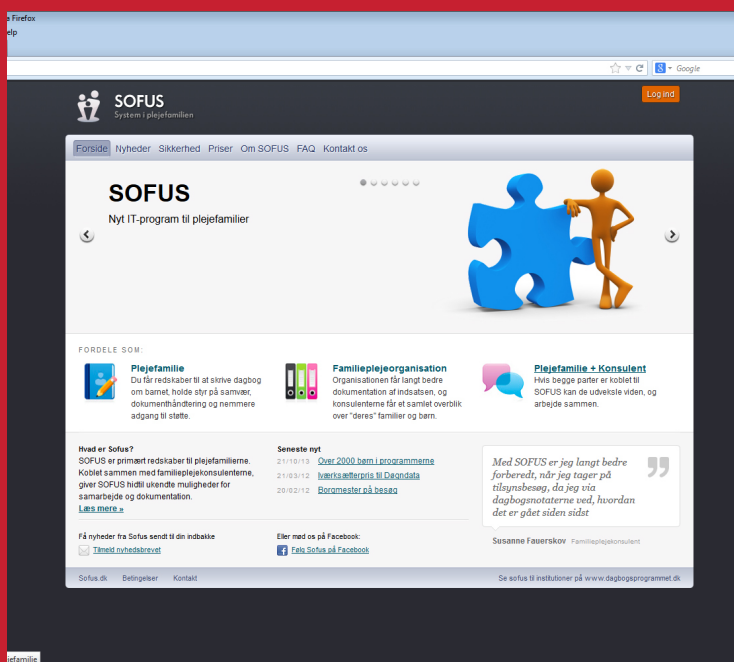 a Firefox
elp
Google
Log ind
SOFUS
System i plejefamilien
Forside Nyheder Sikkerhed Priser Om SOFUS FAQ Kontakt os
SOFUS
Nyt IT-program til plejefamilier
FORDELE SOM:
Plejefamilie
Du får redskaber til at skrive dagbog
om barnet, holde styr på samvær,
dokumenthåndtering og nemmere
adgang til støtte.
Familieplejeorganisation
Organisationen får langt bedre
dokumentation af indsatsen, og
konsulenterne får et samlet overblik
over "deres" familier og børn.
Plejefamilie + Konsulent
Hvis begge parter er koblet til
SOFUS kan de udveksle viden, og
arbejde sammen.
Hvad er Sofus?
SOFUS er primært redskaber til plejefamilierne.
Koblet sammen med familieplejekonsulenterne,
giver SOFUS hidtil ukendte muligheder for
samarbejde og dokumentation.
Læs mere »
Seneste nyt
21/10/13 Over 2000 børn i programmerne
21/03/12 Iværksætterpris til Døgndata
20/02/12 Borgmester på besøg
Med SOFUS er jeg langt bedre
forberedt, når jeg tager på
tilsynsbesøg, da jeg via
dagbogsnotaterne ved, hvordan
det er gået siden sidst
Susanne Fauerskov Familieplejekonsulent
Få nyheder fra Sofus sendt til din indbakke
Tilmeld nyhedsbrevet
Eller mød os på Facebook:
Følg Sofus på Facebook
Sofus.dk Betingelser Kontakt
Se sofus til institutioner på www.dagbogsprogrammet.dk
jefamilie